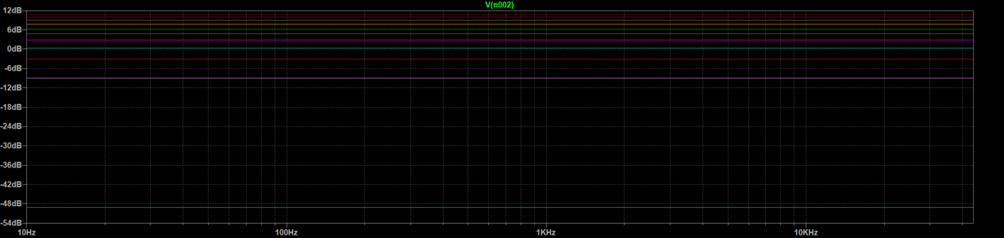 V(n002)
12dB
6dB
0dB
-6dB
-12dB
-18dB
-24dB
-30dB
-36dB
-42dB
-48dB
-54dB
10Hz 100Hz 1KHz 10KHz